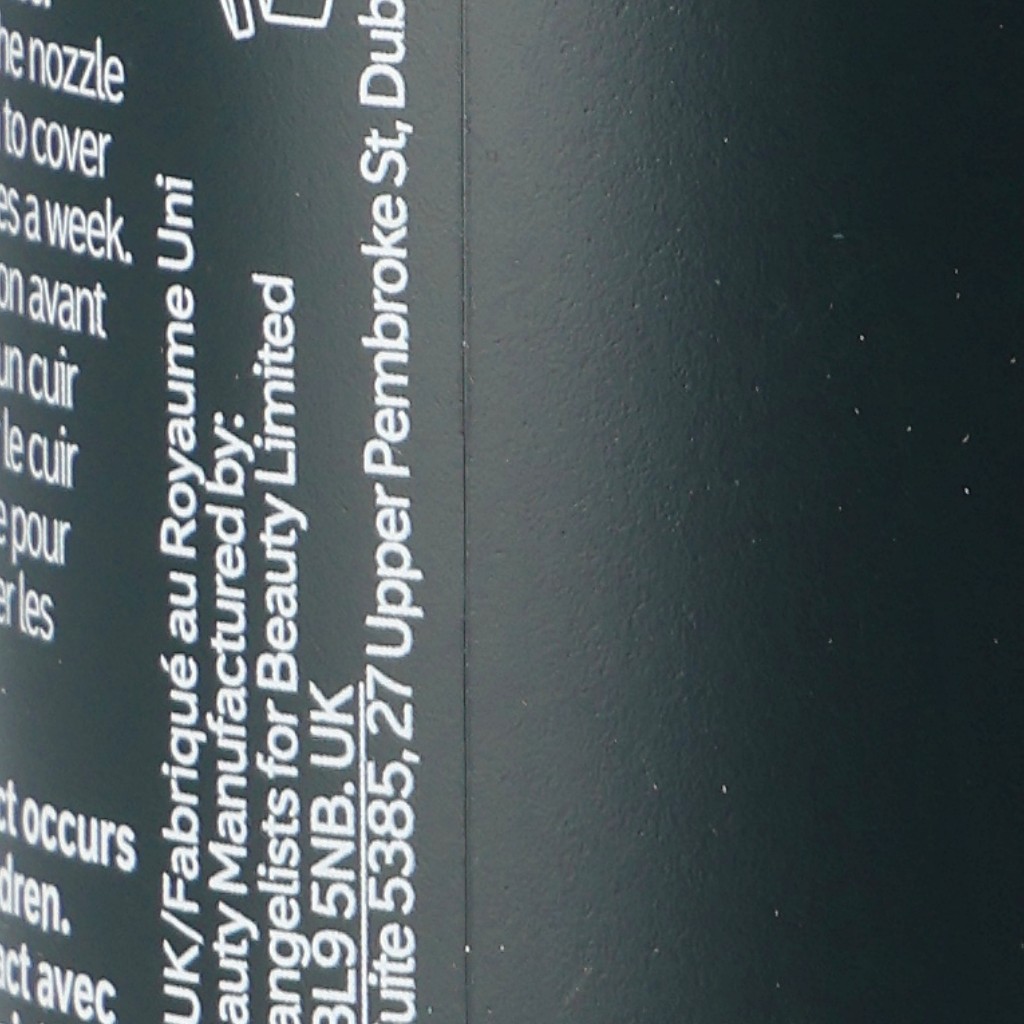 he nozzle
to cover
es a week.
on avant
un cuir
le cuir
e pour
er les
ct occurs
dren.
act avec
UK/Fabriqué au Royaume Uni
auty Manufactured by:
angelists for Beauty Limited
BL9 5NB. UK
uite 5385, 27 Upper Pembroke St, Dub